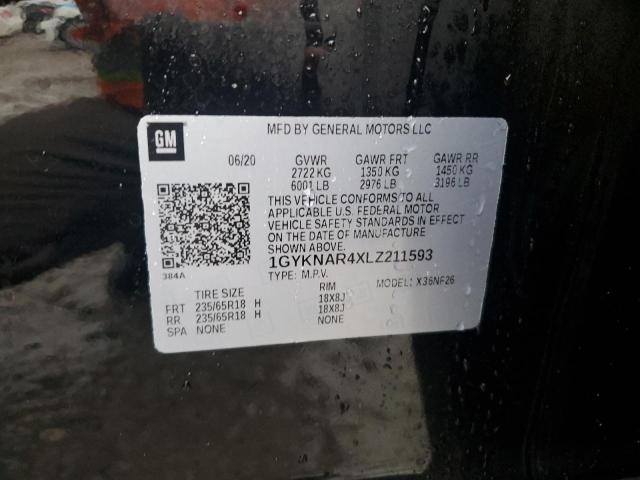 MFD BY GENERAL MOTORS LLC
GM
06/20 GVWR GAWR FRT GAWR RR
2722 KG 1350 KG 1450 KG
6001 LB 2976 LB 3196 LB
THIS VEHICLE CONFORMS TO ALL
APPLICABLE U.S. FEDERAL MOTOR
VEHICLE SAFETY STANDARDS IN EFFECT
ON THE DATE OF MANUFACTURE
SHOWN ABOVE.
384A
1GYKNAR4XLZ211593
TYPE: M.P.V. MODEL: X36NF26
TIRE SIZE RIM
FRT 235/65R18 H 18X8J
RR 235/65R18 H 18X8J
SPA NONE NONE